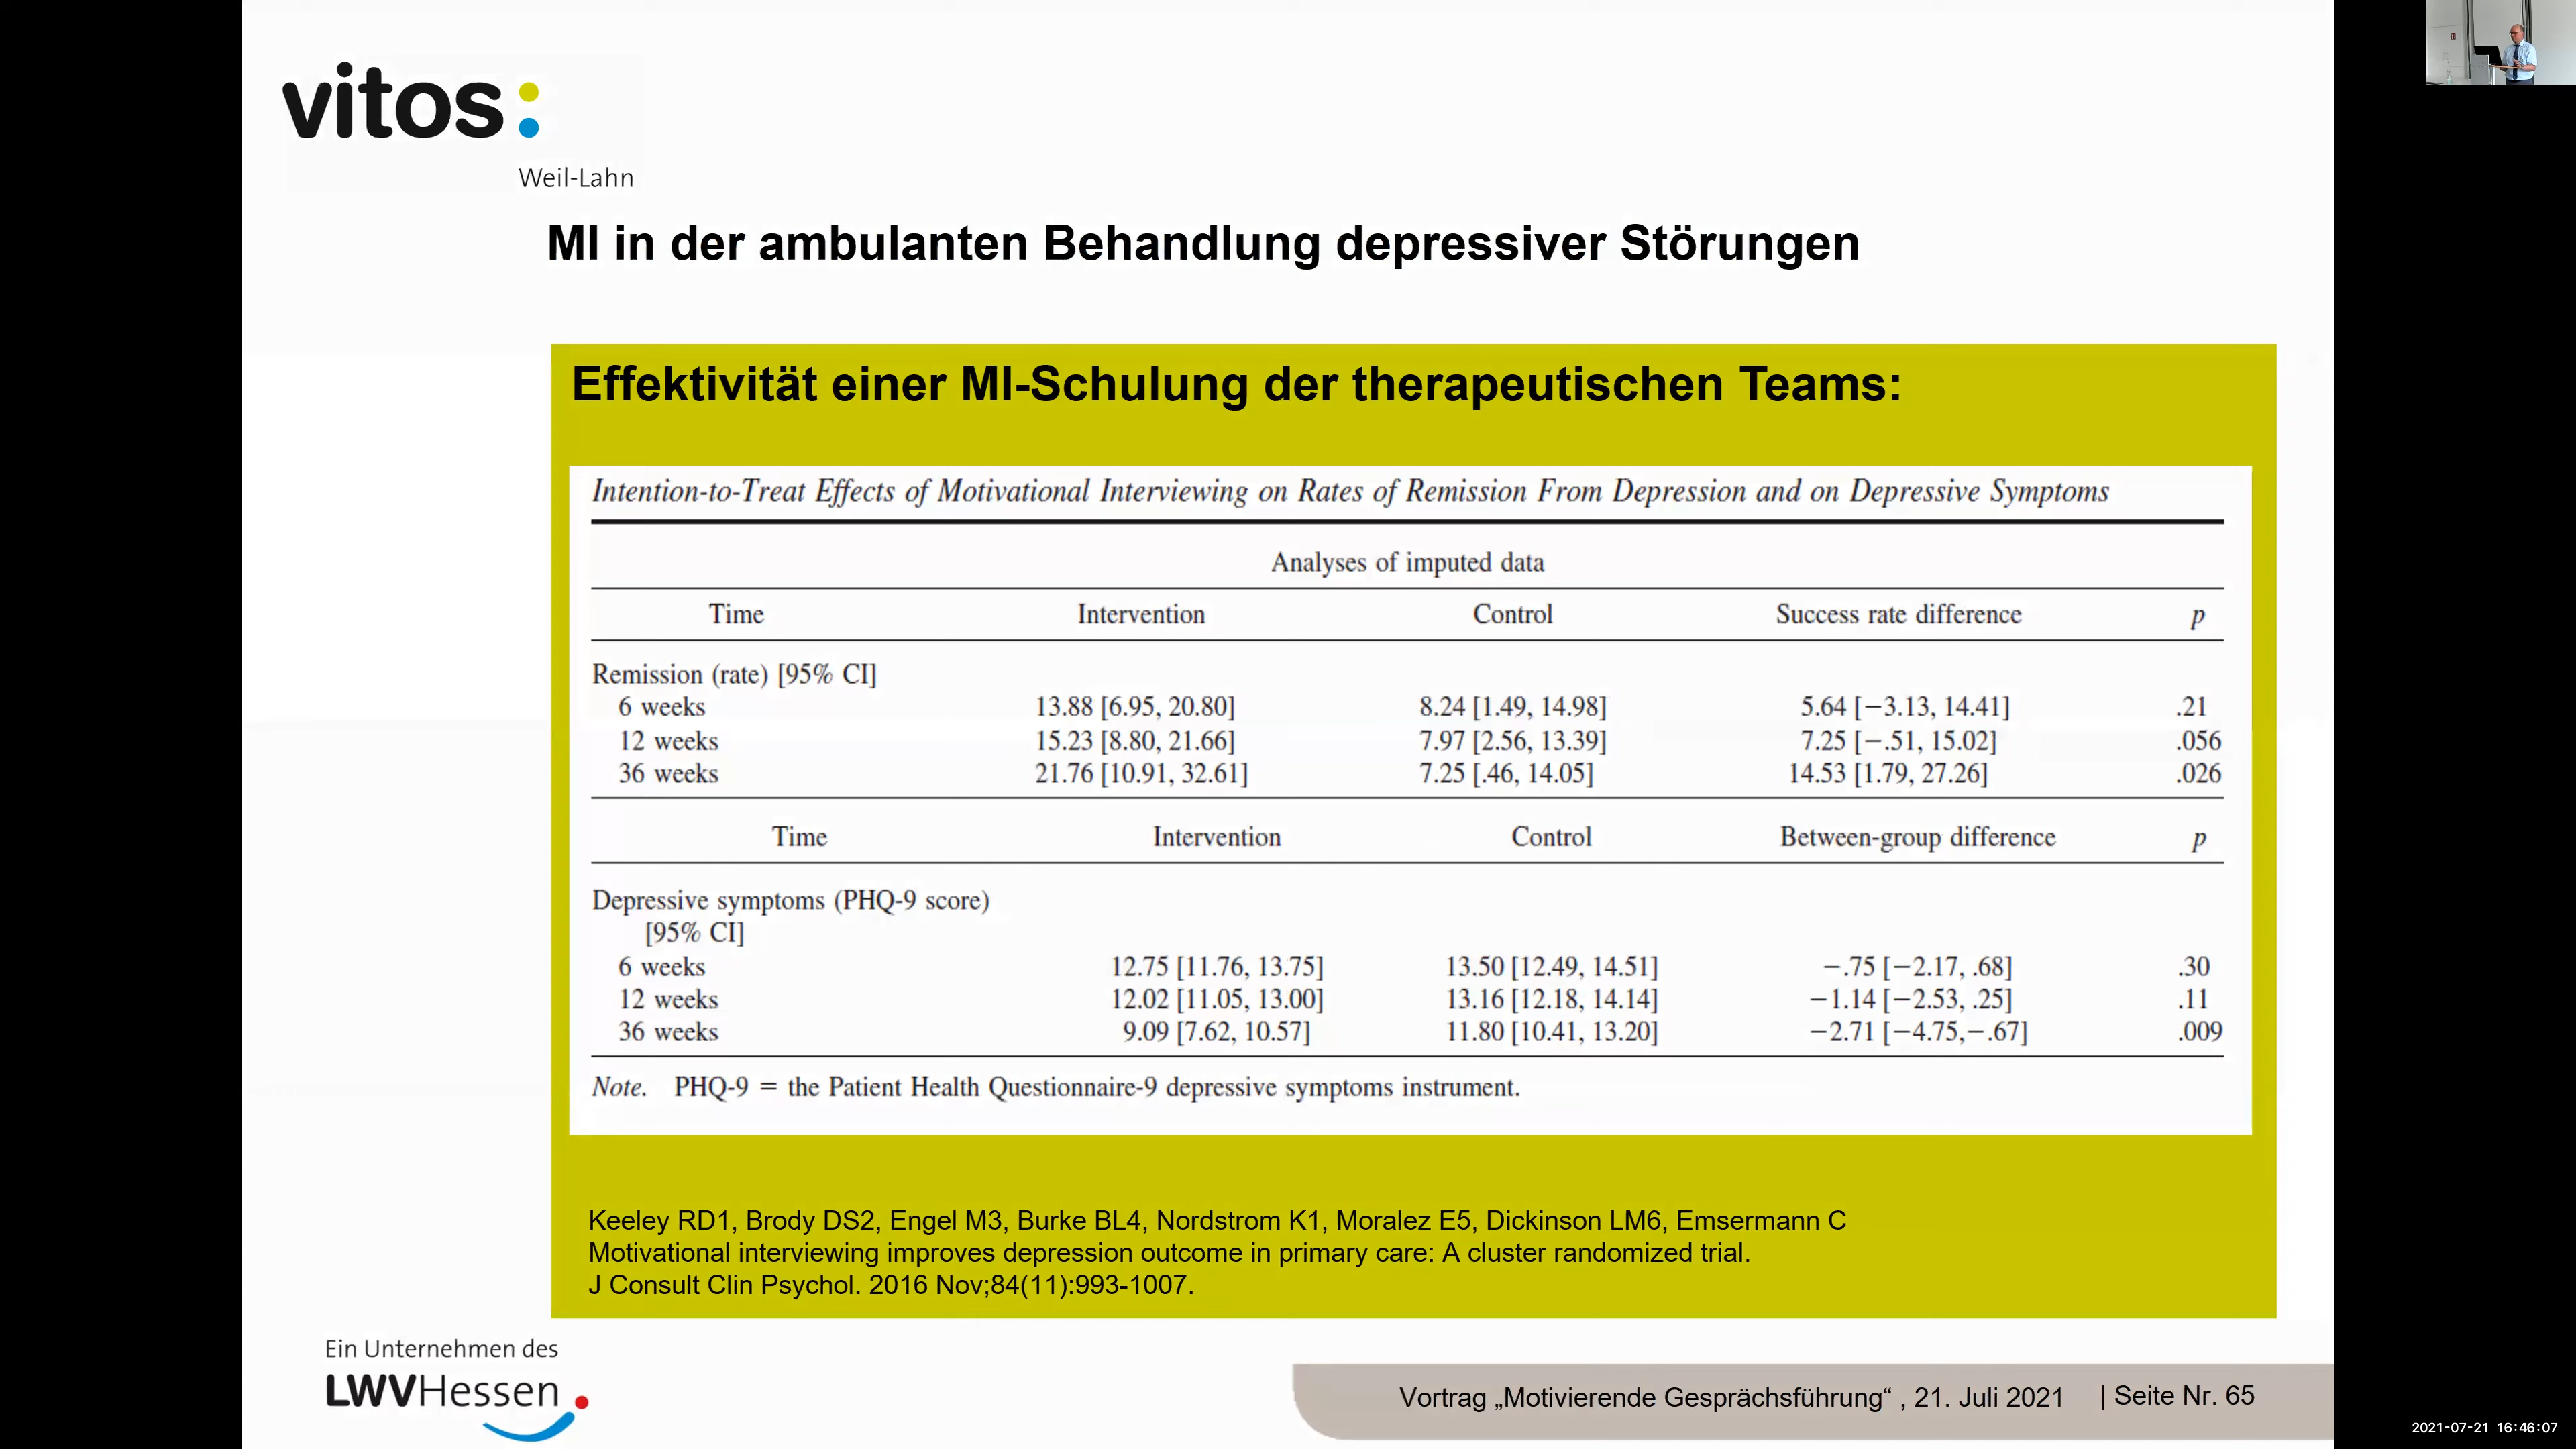 vitos:
Weil-Lahn
MI in der ambulanten Behandlung depressiver Störungen
Effektivität einer MI-Schulung der therapeutischen Teams:
Intention-to-Treat Effects of Motivational Interviewing on Rates of Remission From Depression and on Depressive Symptoms
Analyses of imputed data
Time Intervention Control Success rate difference p
Remission (rate) [95% CI]
6 weeks 13.88 [6.95, 20.80] 8.24 [1.49, 14.98] 5.64 [−3.13, 14.41] .21
12 weeks 15.23 [8.80, 21.66] 7.97 [2.56, 13.39] 7.25 [−.51, 15.02] .056
36 weeks 21.76 [10.91, 32.61] 7.25 [.46, 14.05] 14.53 [1.79, 27.26] .026
Time Intervention Control Between-group difference p
Depressive symptoms (PHQ-9 score)
[95% CI]
6 weeks 12.75 [11.76, 13.75] 13.50 [12.49, 14.51] −.75 [−2.17, .68] .30
12 weeks 12.02 [11.05, 13.00] 13.16 [12.18, 14.14] −1.14 [−2.53, .25] .11
36 weeks 9.09 [7.62, 10.57] 11.80 [10.41, 13.20] −2.71 [−4.75,−.67] .009
Note. PHQ-9 = the Patient Health Questionnaire-9 depressive symptoms instrument.
Keeley RD1, Brody DS2, Engel M3, Burke BL4, Nordstrom K1, Moralez E5, Dickinson LM6, Emsermann C
Motivational interviewing improves depression outcome in primary care: A cluster randomized trial.
J Consult Clin Psychol. 2016 Nov;84(11):993-1007.
Ein Unternehmen des
LWVHessen
Vortrag „Motivierende Gesprächsführung“ , 21. Juli 2021 | Seite Nr. 65
2021-07-21 16:46:07